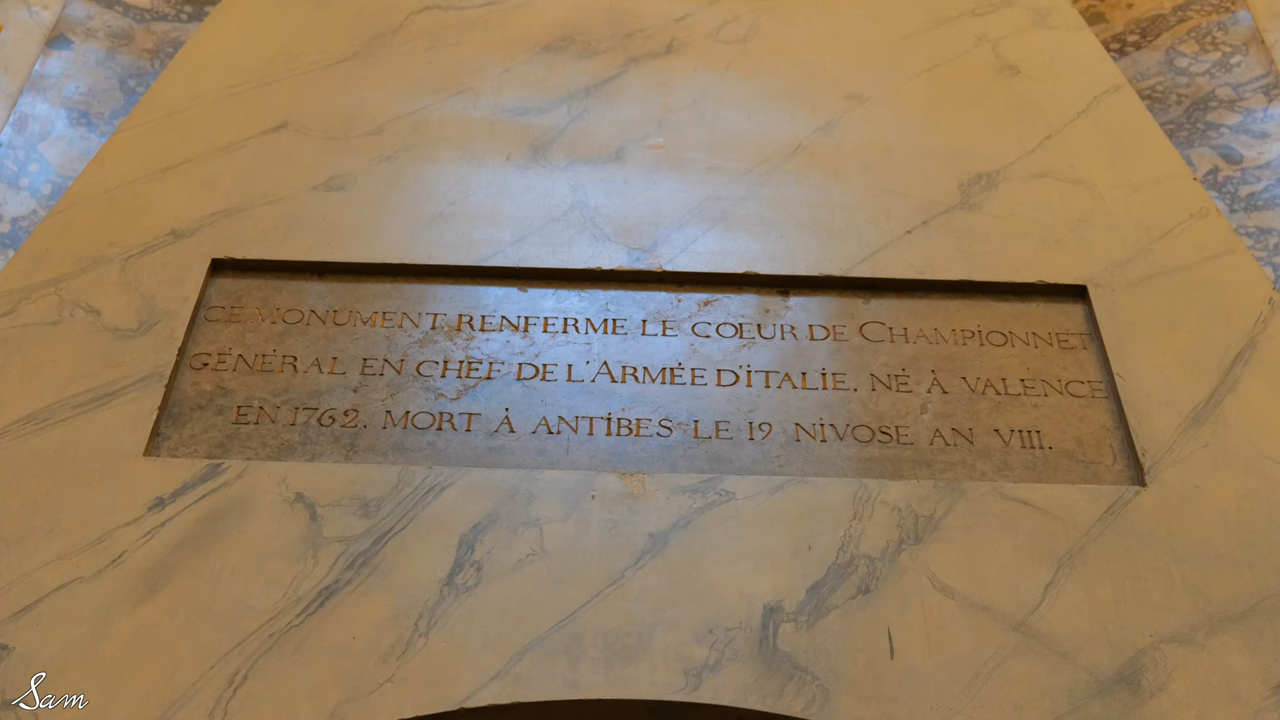 CE MONUMENT RENFERME LE COEUR DE CHAMPIONNET
GÉNÉRAL EN CHEF DE L'ARMÉE D'ITALIE, NÉ À VALENCE
EN 1762, MORT À ANTIBES LE 19 NIVOSE AN VIII.
Sam